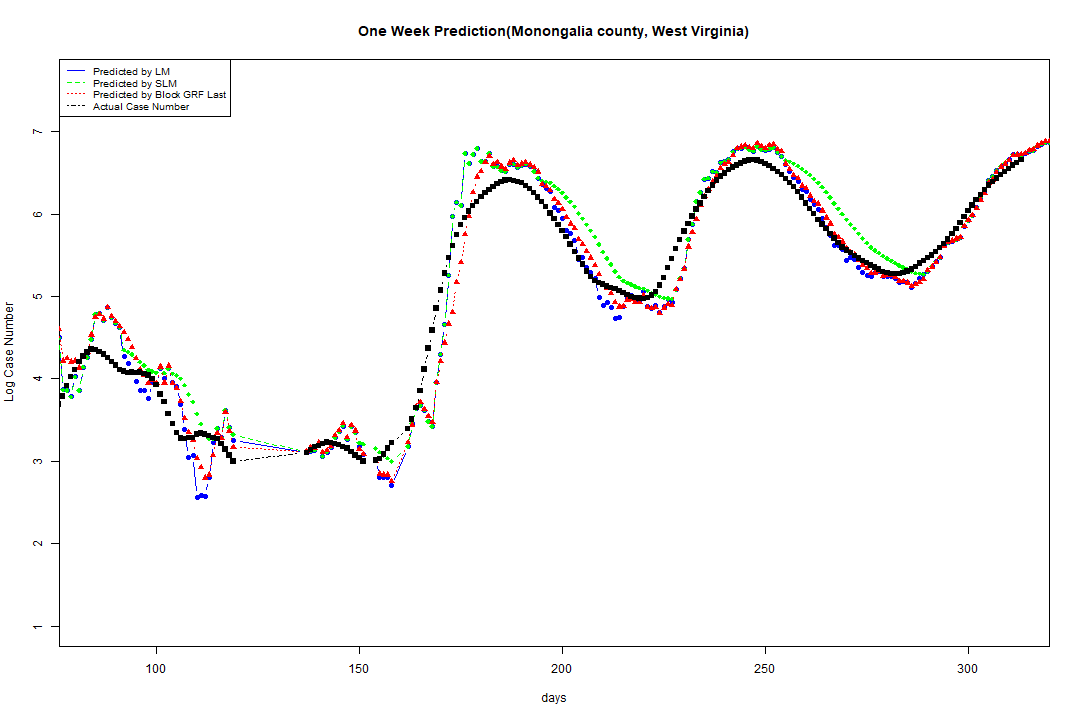 One Week Prediction(Monongalia county, West Virginia)
Predicted by LM
Predicted by SLM
Predicted by Block GRF Last
Actual Case Number
7
6
5
4
3
2
1
Log Case Number
100 150 200 250 300
days